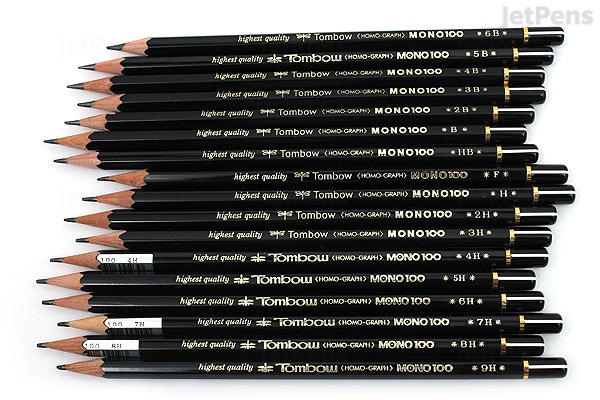 JetPens
highest quality Tombow <HOMO-GRAPH> MONO100 *6B*
highest quality Tombow <HOMO-GRAPH> MONO100 *5B*
highest quality Tombow <HOMO-GRAPH> MONO100 *4B*
highest quality Tombow <HOMO-GRAPH> MONO100 *3B*
highest quality Tombow <HOMO-GRAPH> MONO100 *2B*
highest quality Tombow <HOMO-GRAPH> MONO100 *B*
highest quality Tombow <HOMO-GRAPH> MONO100 *HB*
highest quality Tombow <HOMO-GRAPH> MONO100 *F*
highest quality Tombow <HOMO-GRAPH> MONO100 *H*
highest quality Tombow <HOMO-GRAPH> MONO100 *2H*
highest quality Tombow <HOMO-GRAPH> MONO100 *3H*
100 4H highest quality Tombow <HOMO-GRAPH> MONO100 *4H*
highest quality Tombow <HOMO-GRAPH> MONO100 *5H*
highest quality Tombow <HOMO-GRAPH> MONO100 *6H*
100 7H highest quality Tombow <HOMO-GRAPH> MONO100 *7H*
100 8H highest quality Tombow <HOMO-GRAPH> MONO100 *8H*
highest quality Tombow <HOMO-GRAPH> MONO100 *9H*